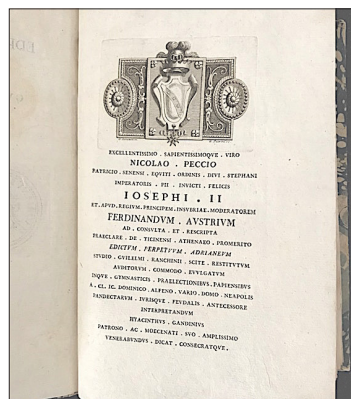 EXCELLENTISSIMO . SAPIENTISSIMOQVE . VIRO
NICOLAO . PECCIO
PATRICIO . SENENSI . EQVITI . ORDINIS . DIVI . STEPHANI
IMPERATORIS . PII . INVICTI . FELICIS
IOSEPHI . II
ET . APVD . REGIVM . PRINCIPEM . INSVBRIAE . MODERATOREM
FERDINANDVM . AVSTRIVM
AD . CONSVLTA . ET . RESCRIPTA
PRAECLARE . DE . TICINENSI . ATHENAEO . PROMERITO
EDICTVM . PERPETVVM . ADRIANEVM
STVDIO . GVILELMI . RANCHINII . SCITE . RESTITVTVM
AVDITORVM . COMMODO . EVVLGATVM
INQVE . GYMNASTICIS . PRAELECTIONIBVS . PAPIENSIBVS
A . CL . IC . DOMINICO . ALFENO . VARIO . DOMO . NEAPOLIS
PANDECTARVM . IVRISQVE . FEVDALIS . ANTECESSORE
INTERPRETANDVM
HYACINTHVS . GANDINIVS
PATRONO . AC . MOECENATI . SVO . AMPLISSIMO
VENERABVNDVS . DICAT . CONSECRATQVE .